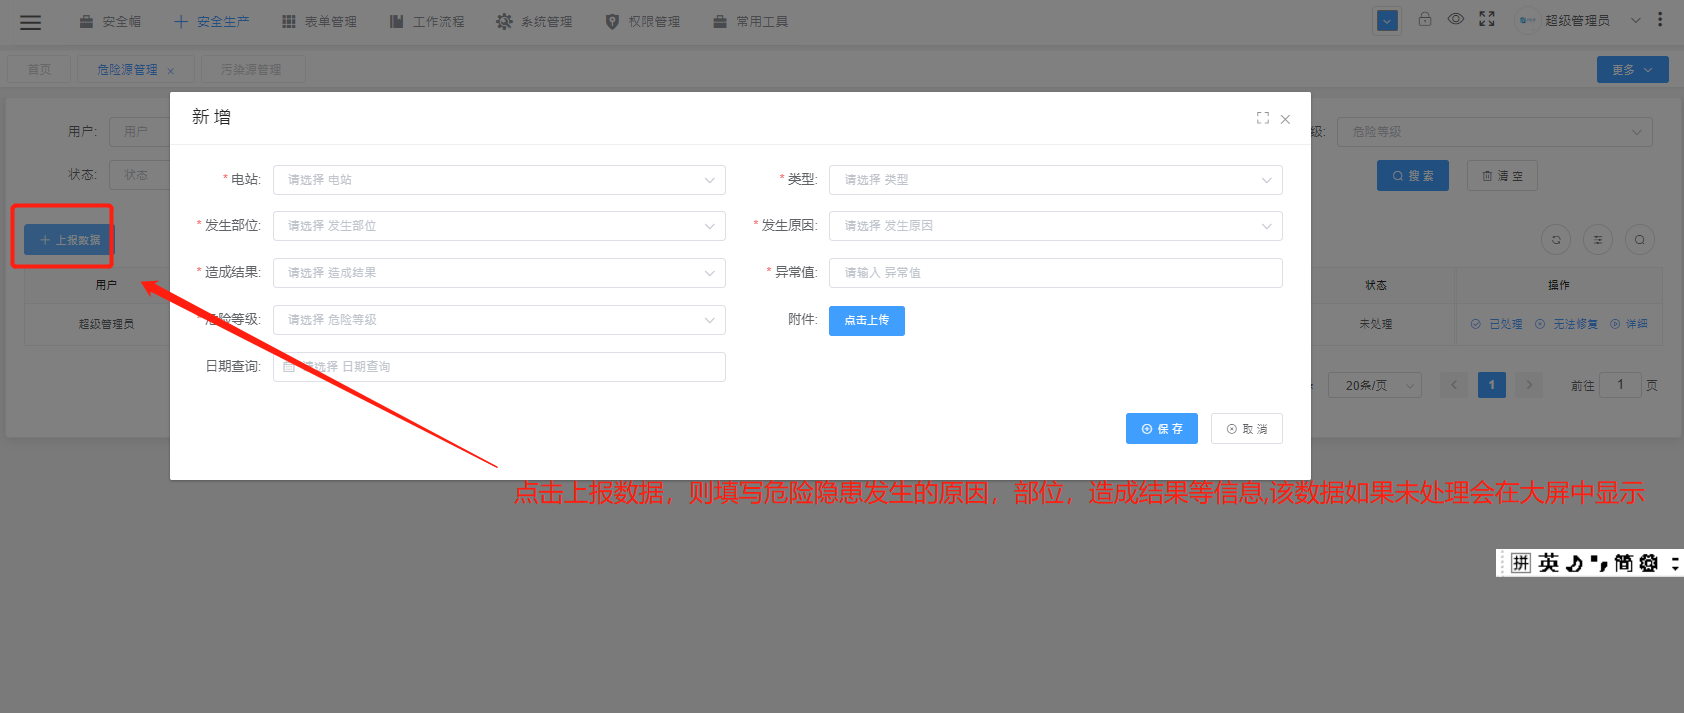 安全帽 安全生产 表单管理 工作流程 系统管理 权限管理 常用工具 超级管理员
首页 危险源管理 × 污染源管理 更多
新 增
用户: 用户 级: 危险等级
状态: 状态 搜 索 清 空
* 电站: 请选择 电站 * 类型: 请选择 类型
* 发生部位: 请选择 发生部位 * 发生原因: 请选择 发生原因
上报数据
* 造成结果: 请选择 造成结果 * 异常值: 请输入 异常值
用户 状态 操作
* 危险等级: 请选择 危险等级 附件: 点击上传
超级管理员 未处理 已处理 无法修复 详细
日期查询: 请选择 日期查询
20条/页 1 前往 1 页
保 存 取 消
点击上报数据，则填写危险隐患发生的原因，部位，造成结果等信息,该数据如果未处理会在大屏中显示
拼 英 简